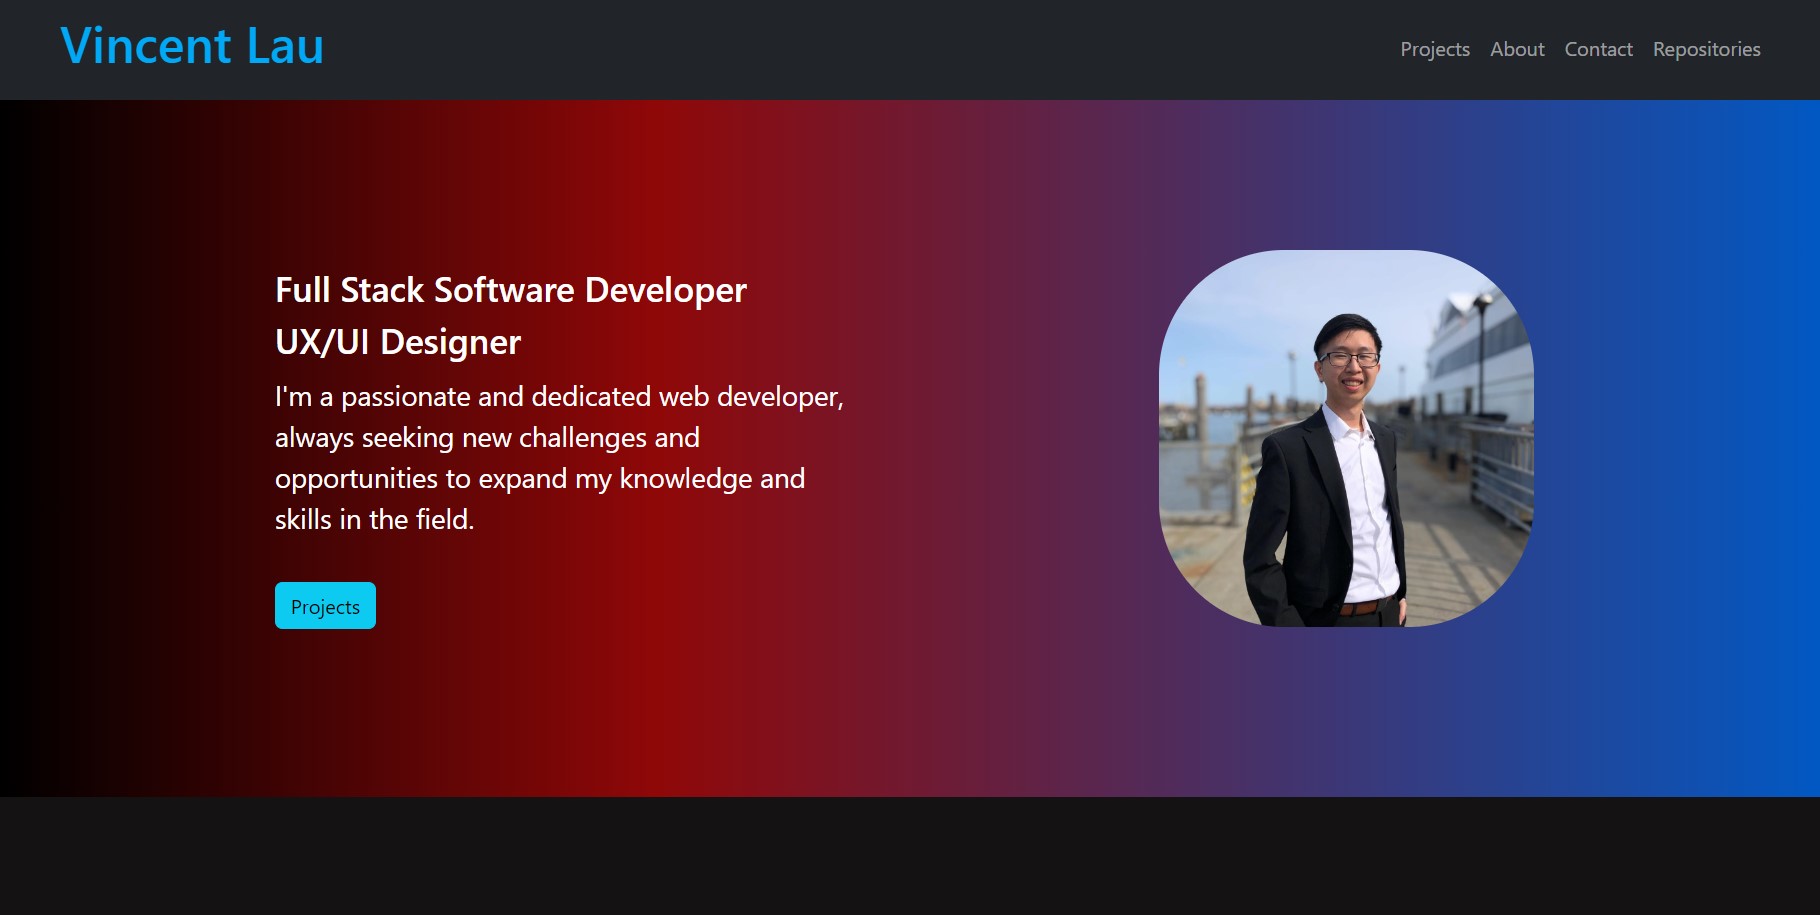 Vincent Lau
Projects About Contact Repositories
Full Stack Software Developer
UX/UI Designer
I'm a passionate and dedicated web developer,
always seeking new challenges and
opportunities to expand my knowledge and
skills in the field.
Projects